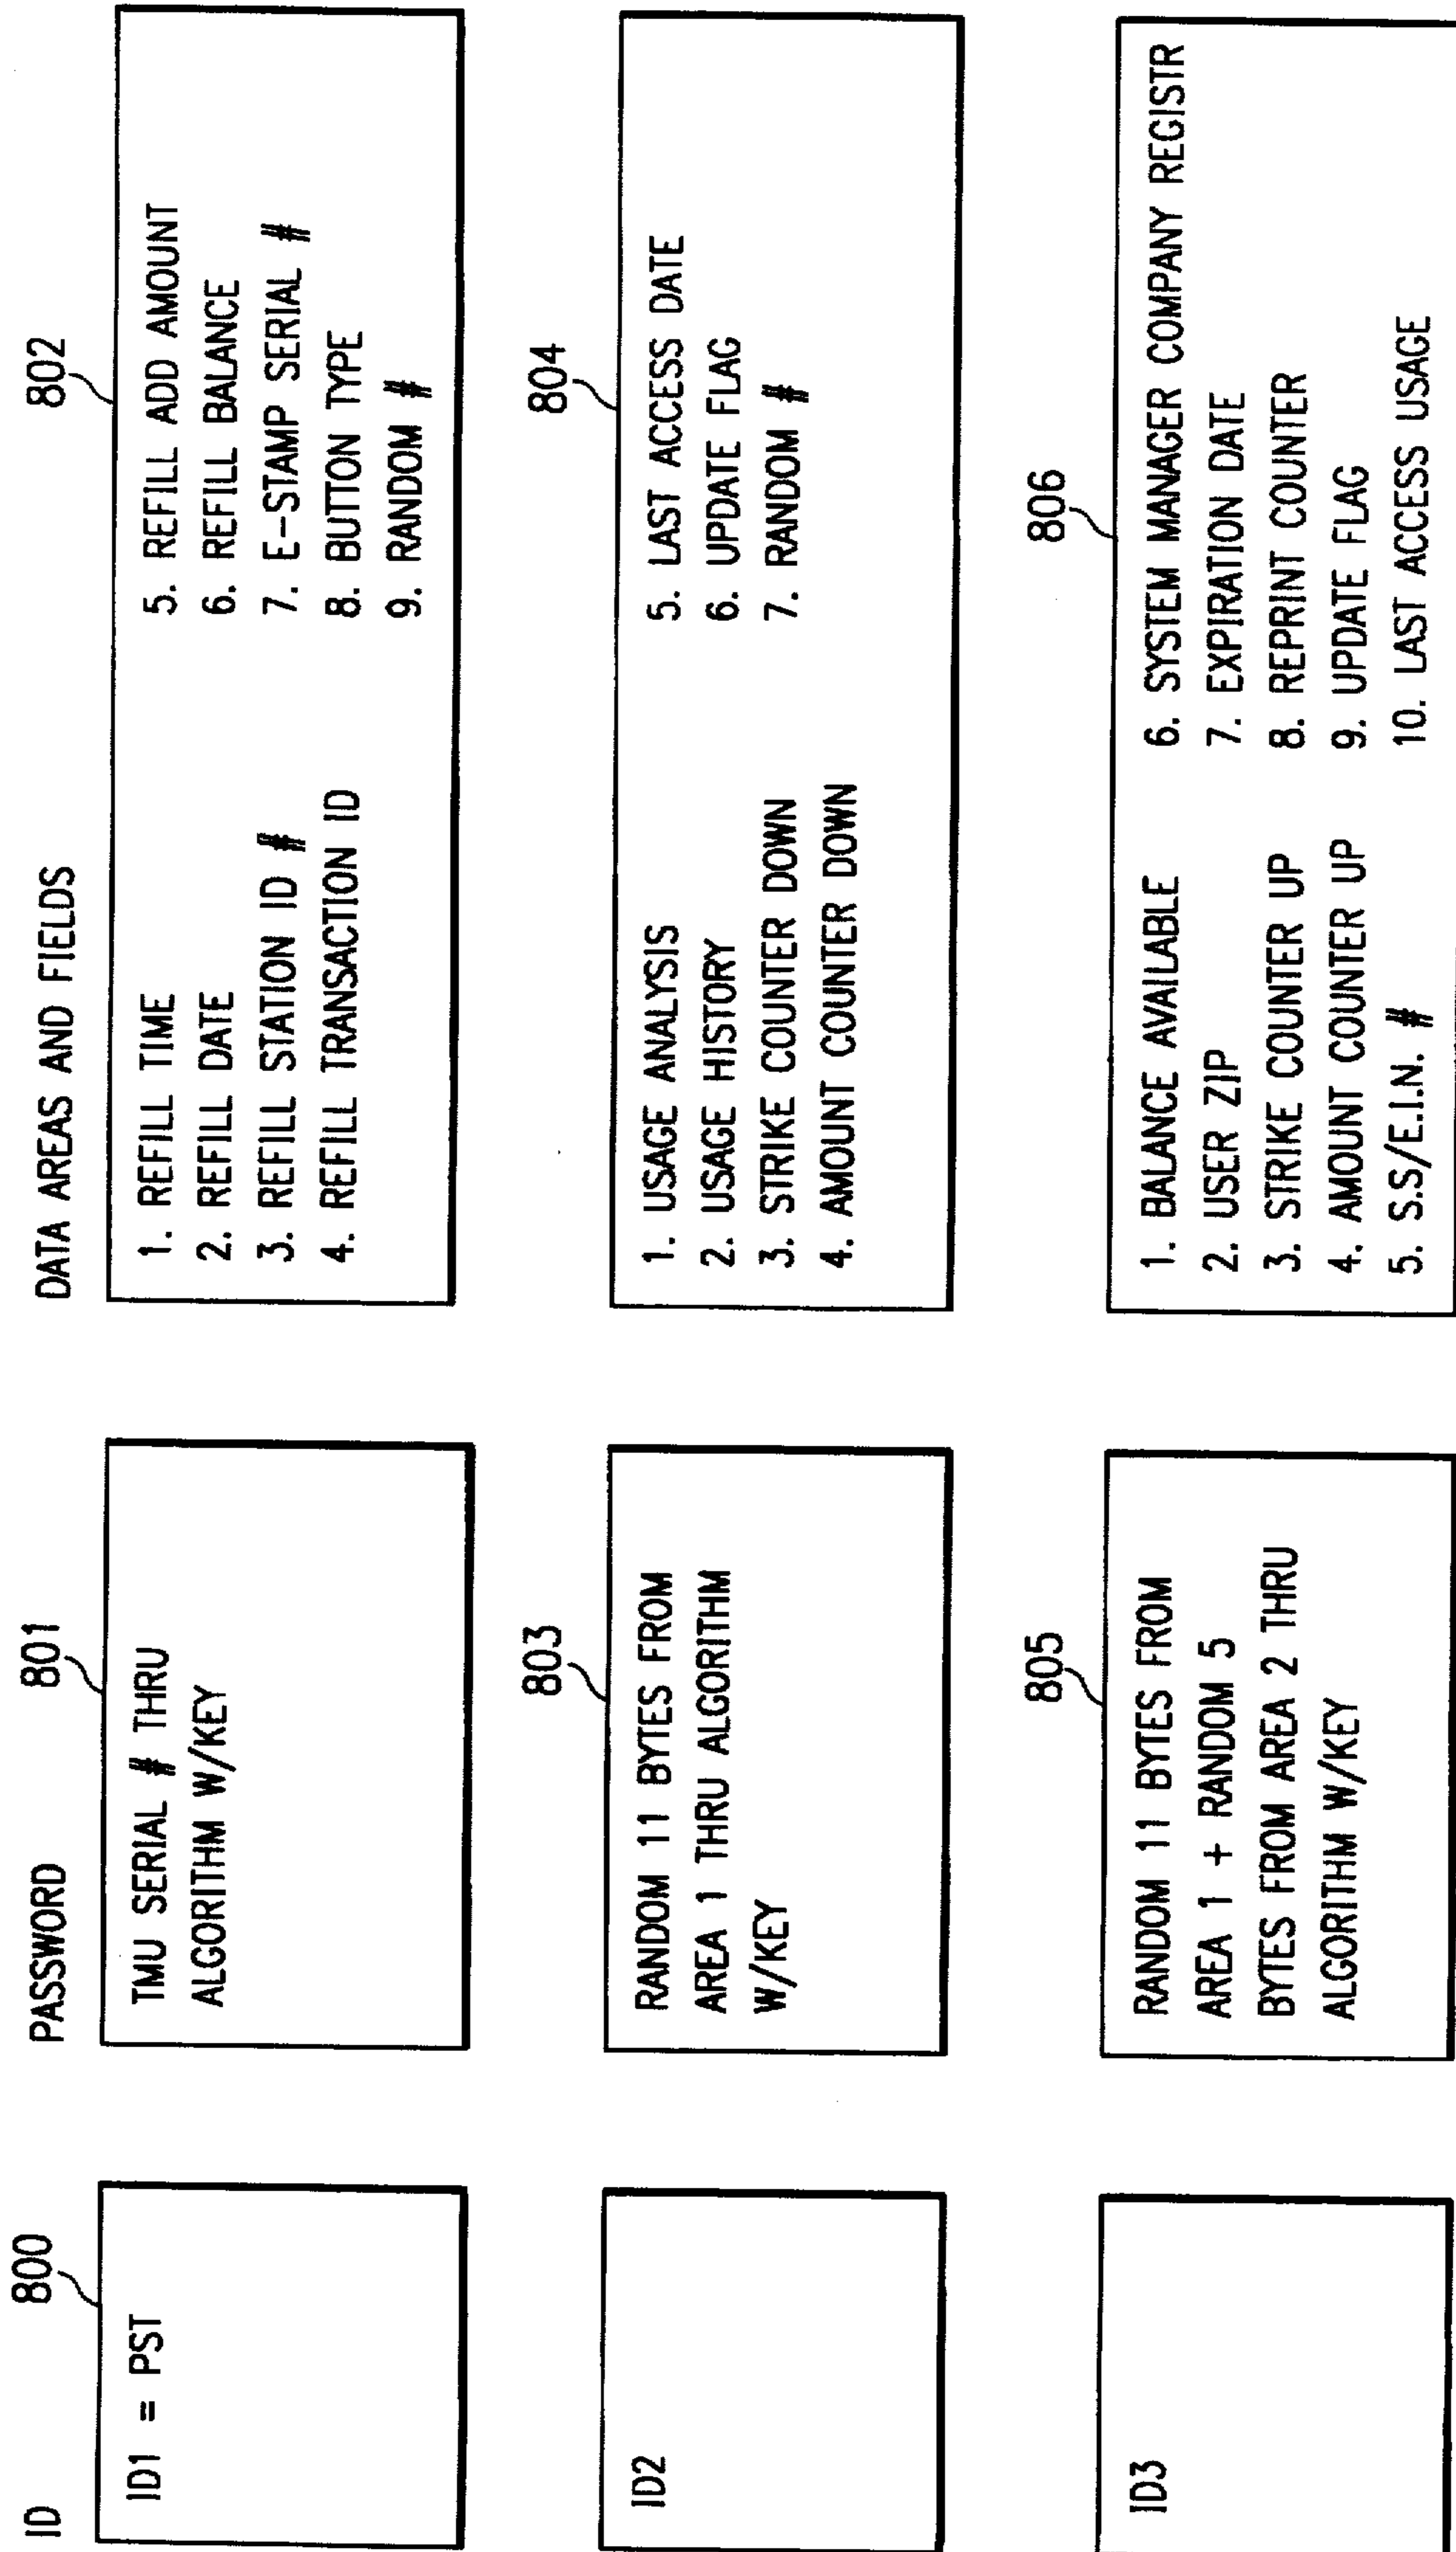 ID
PASSWORD
DATA AREAS AND FIELDS
800
ID1 = PST
801
TMU SERIAL # THRU
ALGORITHM W/KEY
802
1. REFILL TIME
2. REFILL DATE
3. REFILL STATION ID #
4. REFILL TRANSACTION ID
5. REFILL ADD AMOUNT
6. REFILL BALANCE
7. E-STAMP SERIAL #
8. BUTTON TYPE
9. RANDOM #
ID2
803
RANDOM 11 BYTES FROM
AREA 1 THRU ALGORITHM
W/KEY
804
1. USAGE ANALYSIS
2. USAGE HISTORY
3. STRIKE COUNTER DOWN
4. AMOUNT COUNTER DOWN
5. LAST ACCESS DATE
6. UPDATE FLAG
7. RANDOM #
ID3
805
RANDOM 11 BYTES FROM
AREA 1 + RANDOM 5
BYTES FROM AREA 2 THRU
ALGORITHM W/KEY
806
1. BALANCE AVAILABLE
2. USER ZIP
3. STRIKE COUNTER UP
4. AMOUNT COUNTER UP
5. S.S/E.I.N. #
6. SYSTEM MANAGER COMPANY REGISTR
7. EXPIRATION DATE
8. REPRINT COUNTER
9. UPDATE FLAG
10. LAST ACCESS USAGE